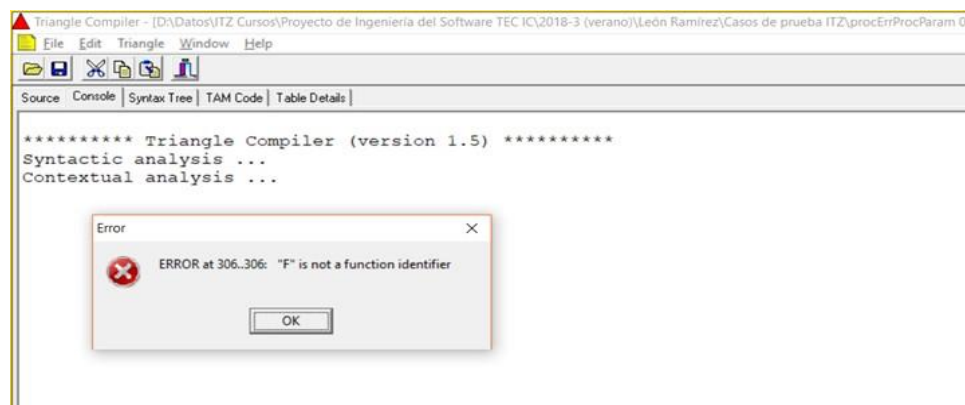 Triangle Compiler - [D:\Datos\ITZ Cursos\Proyecto de Ingeniería del Software TEC IC\2018-3 (verano)\León Ramírez\Casos de prueba ITZ\procErrProcParam 0
File Edit Triangle Window Help
Source Console Syntax Tree TAM Code Table Details
********** Triangle Compiler (version 1.5) **********
Syntactic analysis ...
Contextual analysis ...
Error
ERROR at 306..306: "F" is not a function identifier
OK